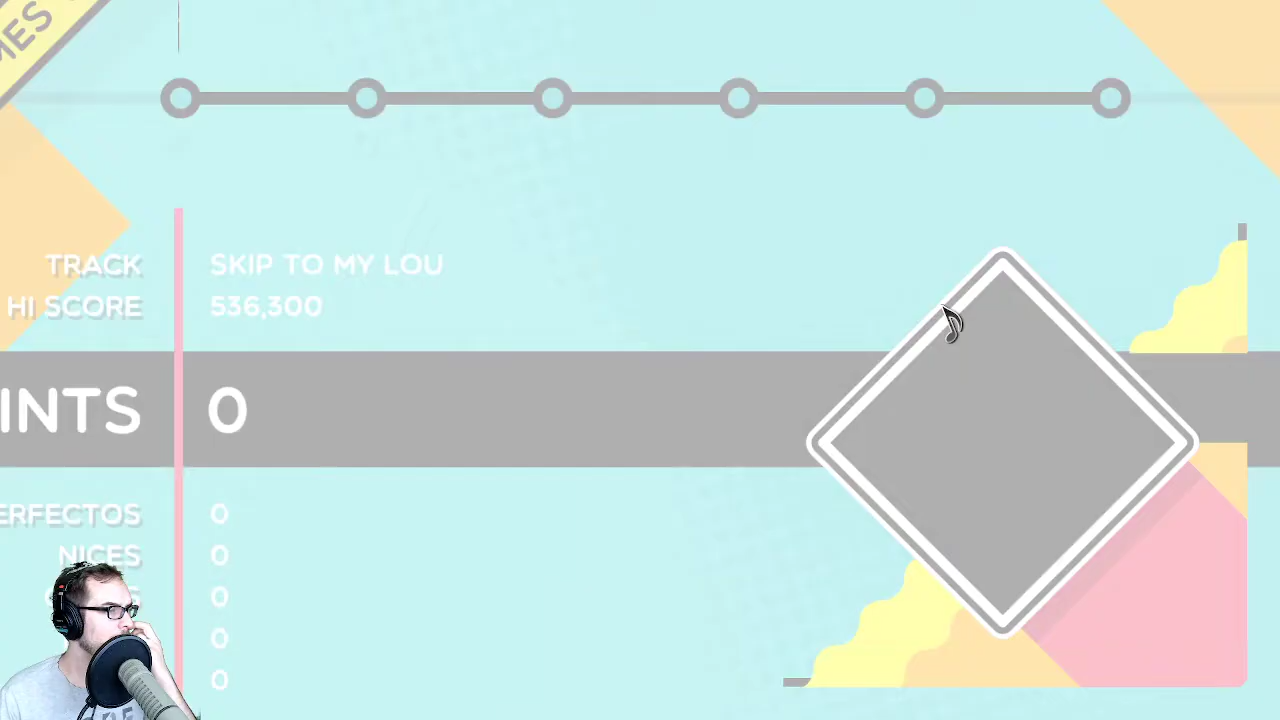 MES
TRACK SKIP TO MY LOU
HI SCORE 536,300
INTS 0
ERFECTOS 0
NICES 0
0
0
0